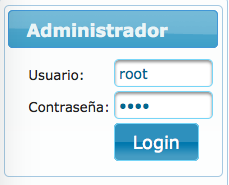 Administrador
Usuario: root
Contraseña: ••••
Login